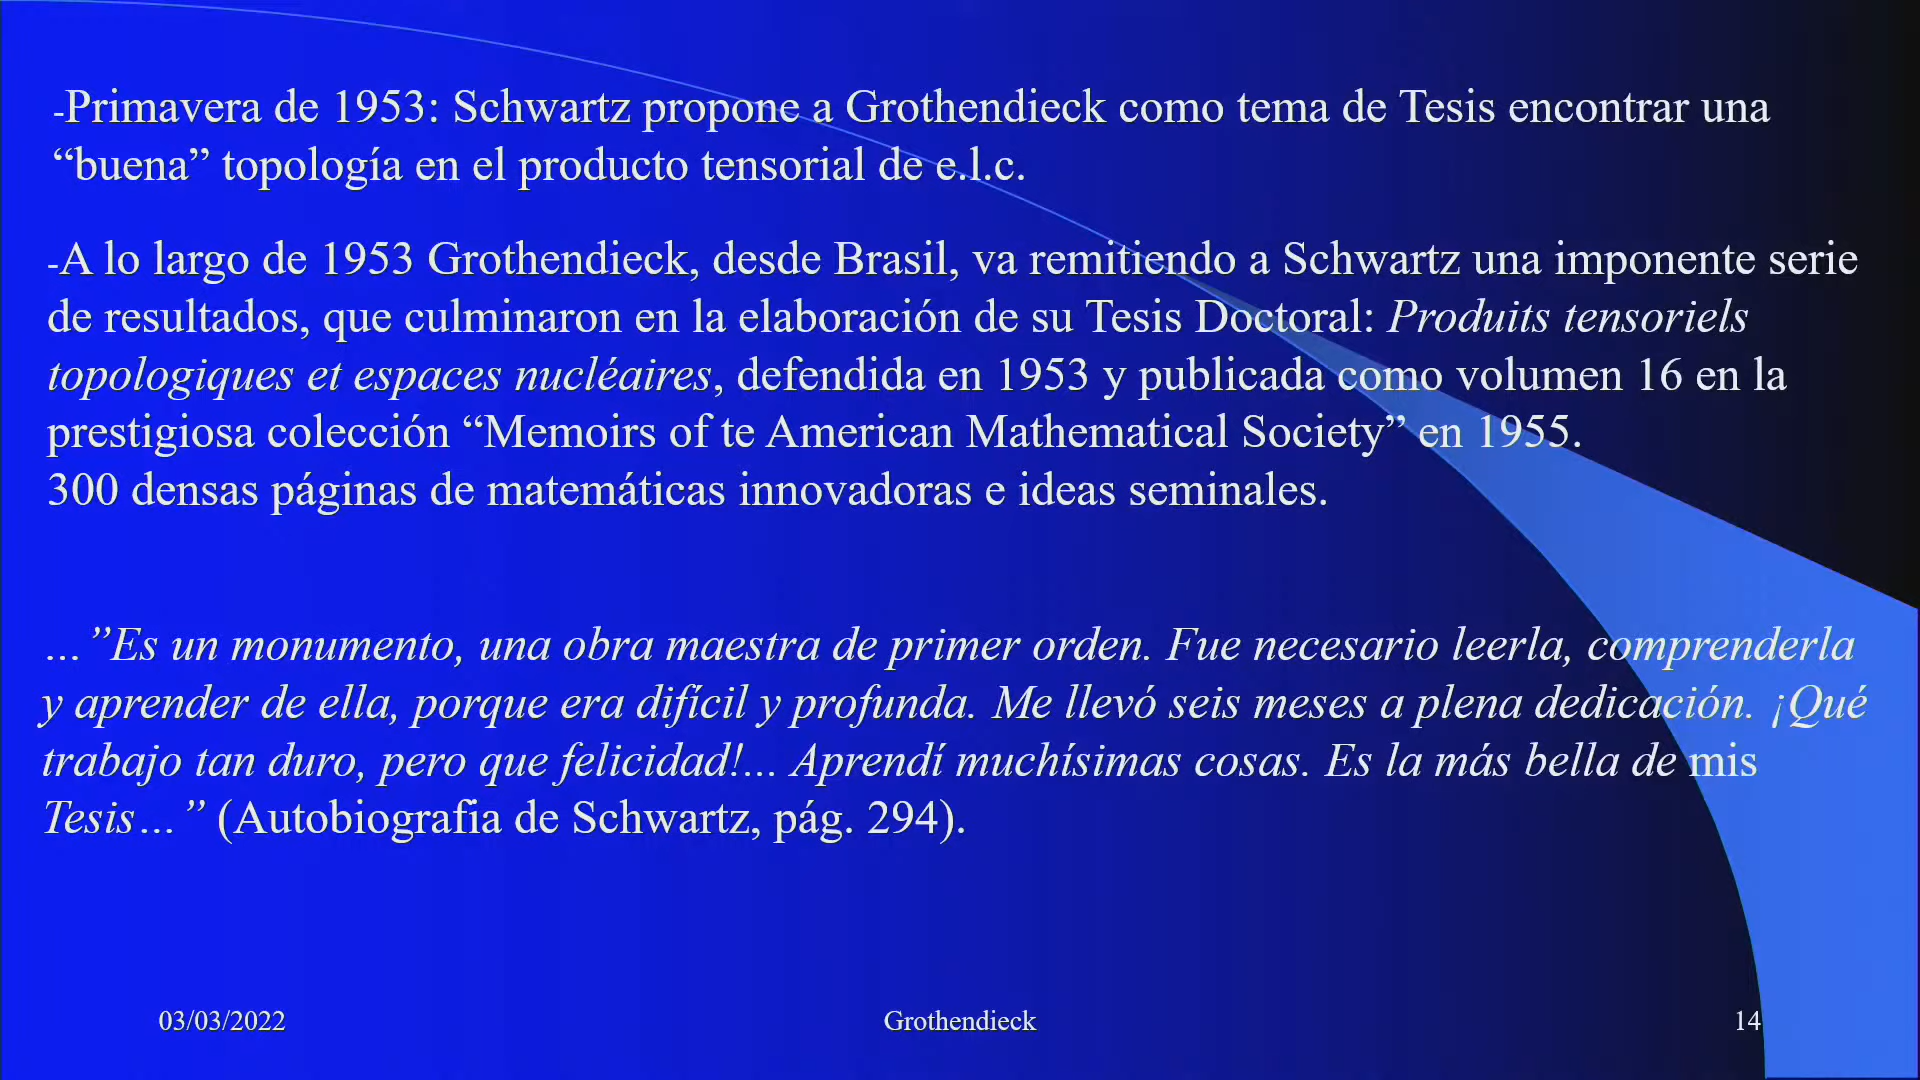 -Primavera de 1953: Schwartz propone a Grothendieck como tema de Tesis encontrar una
“buena” topología en el producto tensorial de e.l.c.
-A lo largo de 1953 Grothendieck, desde Brasil, va remitiendo a Schwartz una imponente serie
de resultados, que culminaron en la elaboración de su Tesis Doctoral: Produits tensoriels
topologiques et espaces nucléaires, defendida en 1953 y publicada como volumen 16 en la
prestigiosa colección “Memoirs of te American Mathematical Society” en 1955.
300 densas páginas de matemáticas innovadoras e ideas seminales.
…”Es un monumento, una obra maestra de primer orden. Fue necesario leerla, comprenderla
y aprender de ella, porque era difícil y profunda. Me llevó seis meses a plena dedicación. ¡Qué
trabajo tan duro, pero que felicidad!... Aprendí muchísimas cosas. Es la más bella de mis
Tesis…” (Autobiografia de Schwartz, pág. 294).
03/03/2022
Grothendieck
14